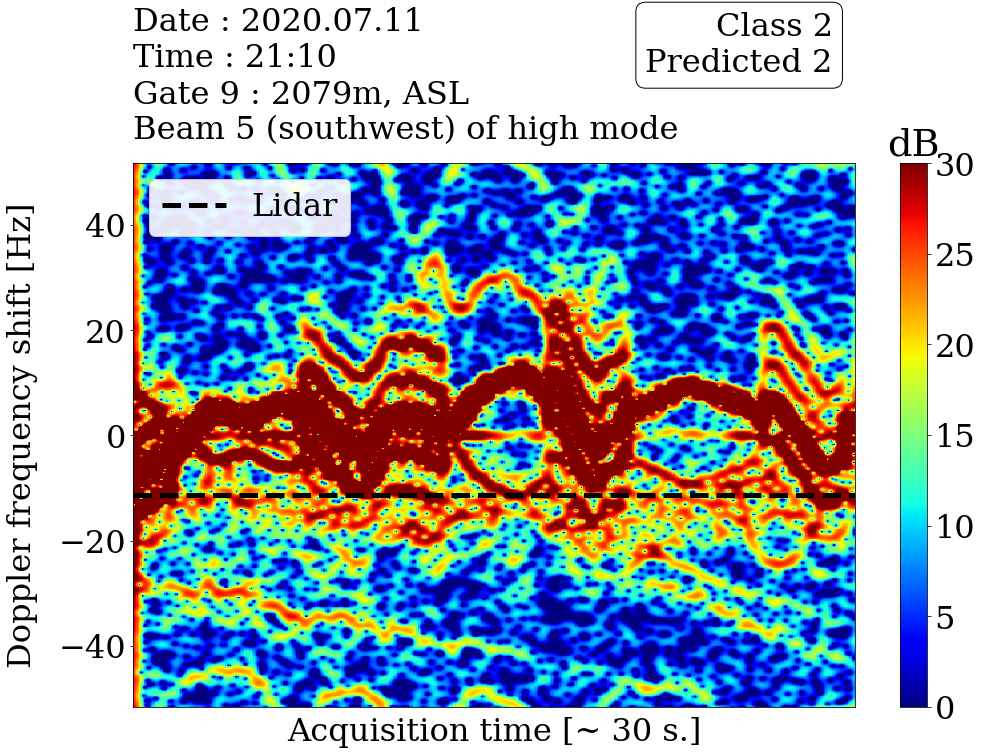 Date : 2020.07.11
Time : 21:10
Gate 9 : 2079m, ASL
Beam 5 (southwest) of high mode
Class 2
Predicted 2
dB
30
25
20
15
10
5
0
Lidar
Doppler frequency shift [Hz]
40
20
0
−20
−40
Acquisition time [~ 30 s.]